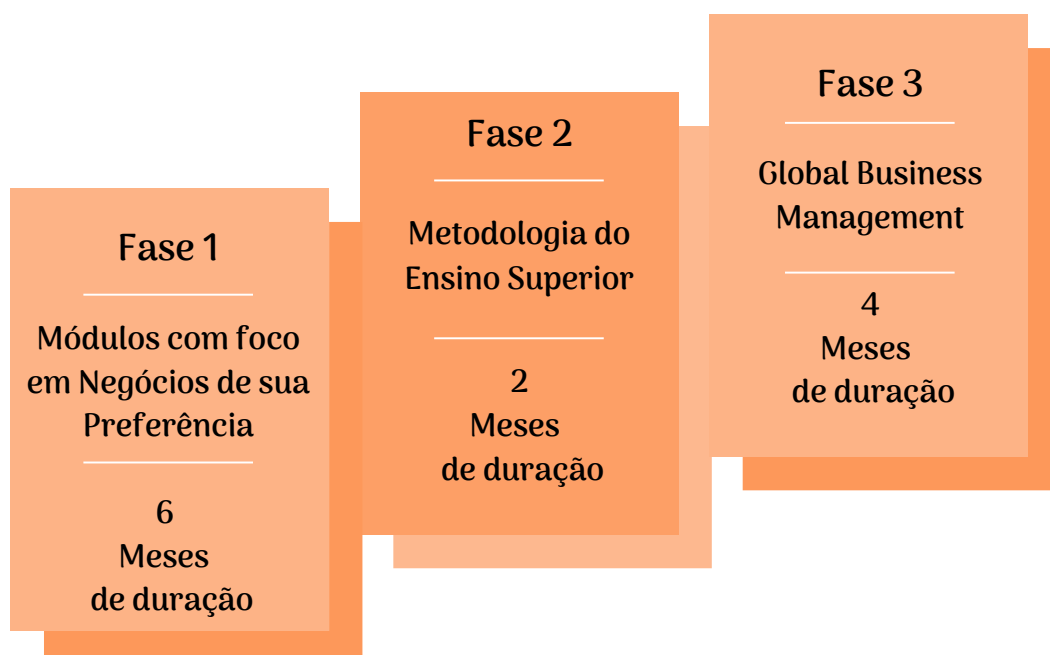 Fase 1
Módulos com foco
em Negócios de sua
Preferência
6
Meses
de duração
Fase 2
Metodologia do
Ensino Superior
2
Meses
de duração
Fase 3
Global Business
Management
4
Meses
de duração